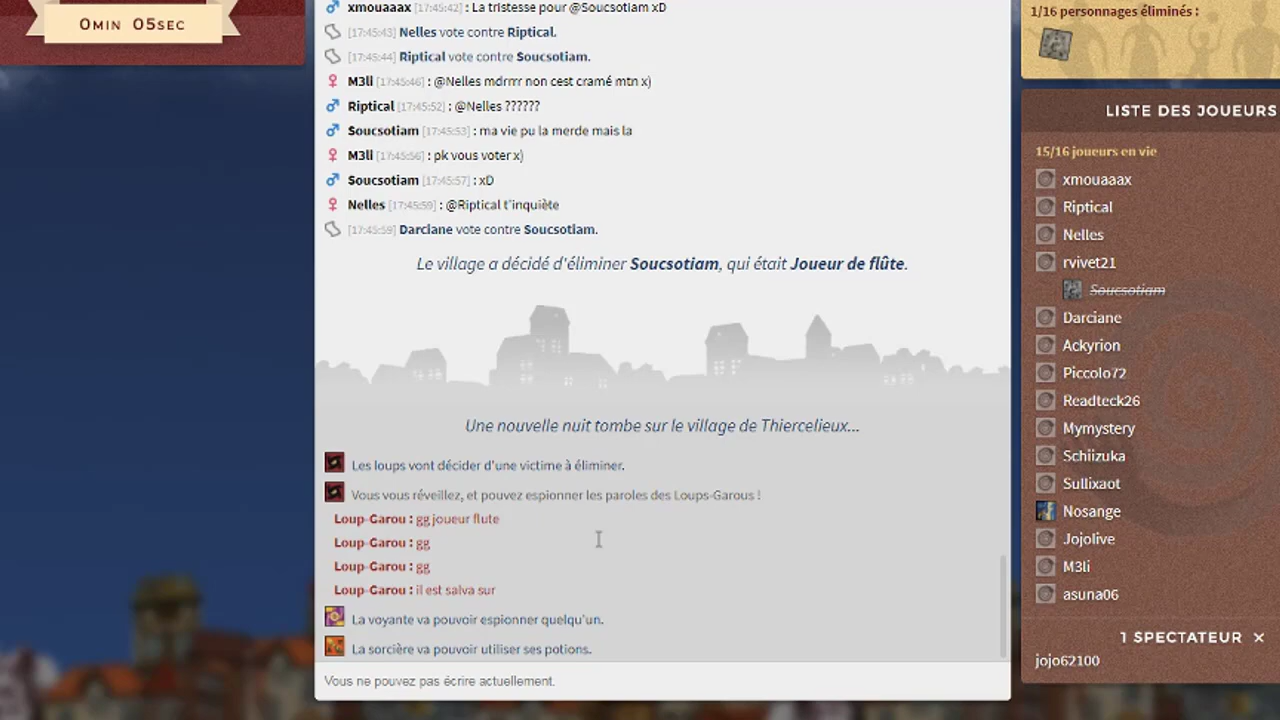 0MIN 05SEC
xmouaaax [17:45:42] : La tristesse pour @Soucsotiam xD
[17:45:43] Nelles vote contre Riptical.
[17:45:44] Riptical vote contre Soucsotiam.
M3li [17:45:46] : @Nelles mdrrrr non cest cramé mtn x)
Riptical [17:45:52] : @Nelles ??????
Soucsotiam [17:45:53] : ma vie pu la merde mais la
M3li [17:45:56] : pk vous voter x)
Soucsotiam [17:45:57] : xD
Nelles [17:45:59] : @Riptical t'inquiète
[17:45:59] Darciane vote contre Soucsotiam.
Le village a décidé d'éliminer Soucsotiam, qui était Joueur de flûte.
Une nouvelle nuit tombe sur le village de Thiercelieux...
Les loups vont décider d'une victime à éliminer.
Vous vous réveillez, et pouvez espionner les paroles des Loups-Garous !
Loup-Garou : gg joueur flute
Loup-Garou : gg
Loup-Garou : gg
Loup-Garou : il est salva sur
La voyante va pouvoir espionner quelqu'un.
La sorcière va pouvoir utiliser ses potions.
Vous ne pouvez pas écrire actuellement.
1/16 personnages éliminés :
LISTE DES JOUEURS
15/16 joueurs en vie
xmouaaax
Riptical
Nelles
rvivet21
Soucsotiam
Darciane
Ackyrion
Piccolo72
Readteck26
Mymystery
Schiizuka
Sullixaot
Nosange
Jojolive
M3li
asuna06
1 SPECTATEUR ×
jojo62100